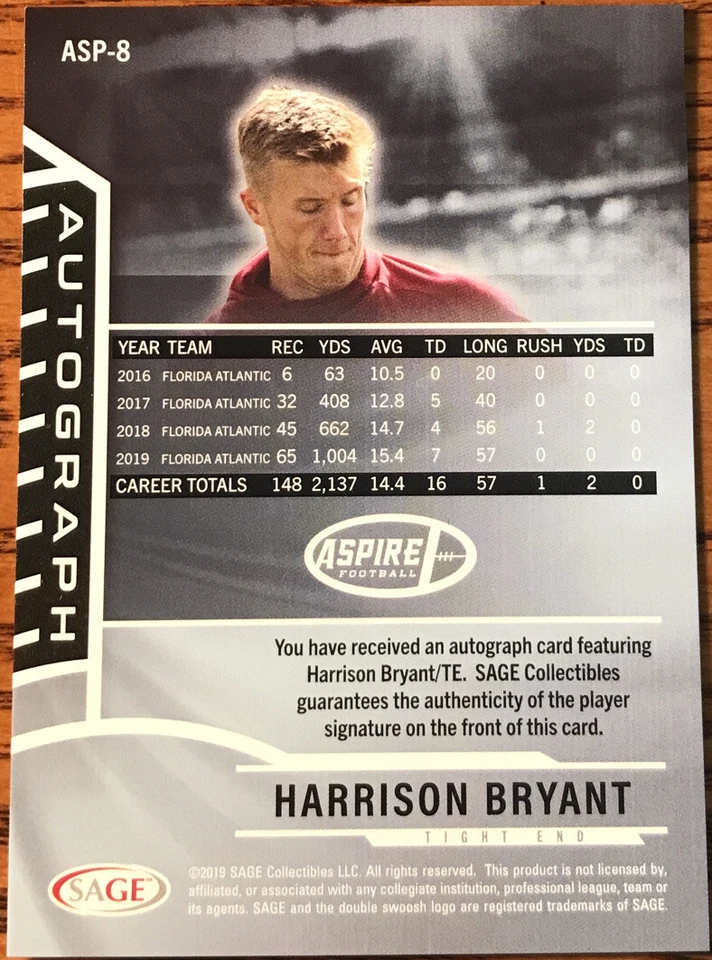 ASP-8
AUTOGRAPH
YEAR TEAM REC YDS AVG TD LONG RUSH YDS TD
2016 FLORIDA ATLANTIC 6 63 10.5 0 20 0 0 0
2017 FLORIDA ATLANTIC 32 408 12.8 5 40 0 0 0
2018 FLORIDA ATLANTIC 45 662 14.7 4 56 1 2 0
2019 FLORIDA ATLANTIC 65 1,004 15.4 7 57 0 0 0
CAREER TOTALS 148 2,137 14.4 16 57 1 2 0
ASPIRE
FOOTBALL
You have received an autograph card featuring
Harrison Bryant/TE. SAGE Collectibles
guarantees the authenticity of the player
signature on the front of this card.
HARRISON BRYANT
TIGHT END
SAGE™
©2019 SAGE Collectibles LLC. All rights reserved. This product is not licensed by,
affiliated, or associated with any collegiate institution, professional league, team or
its agents. SAGE and the double swoosh logo are registered trademarks of SAGE.